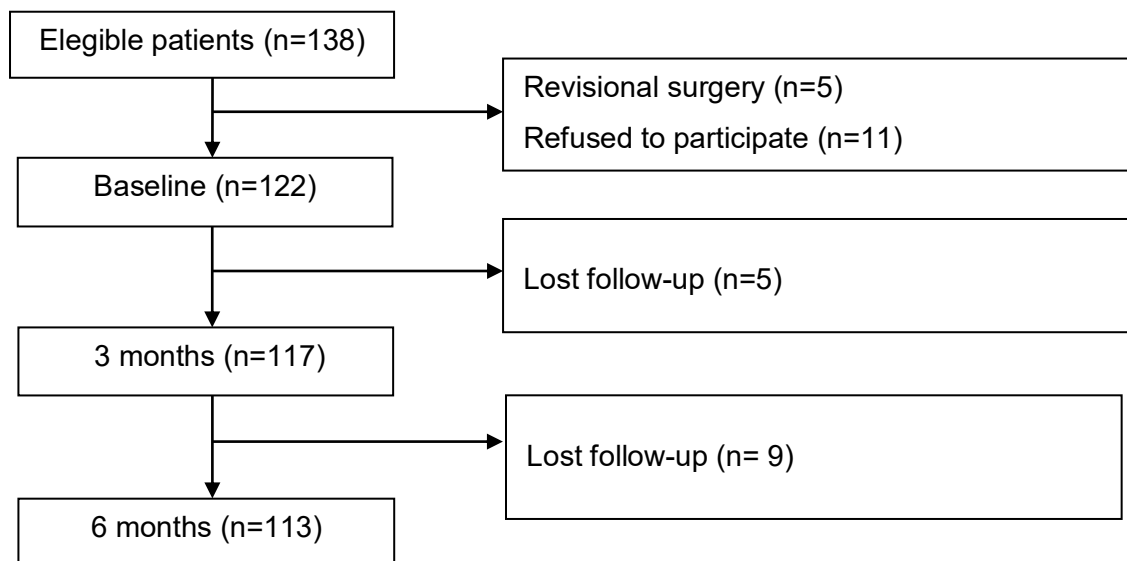 Elegible patients (n=138)
Revisional surgery (n=5)
Refused to participate (n=11)
Baseline (n=122)
Lost follow-up (n=5)
3 months (n=117)
Lost follow-up (n= 9)
6 months (n=113)